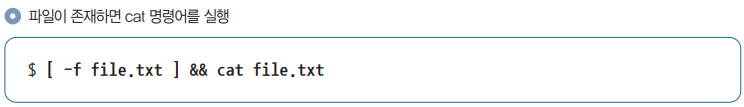 파일이 존재하면 cat 명령어를 실행
$ [ -f file.txt ] && cat file.txt